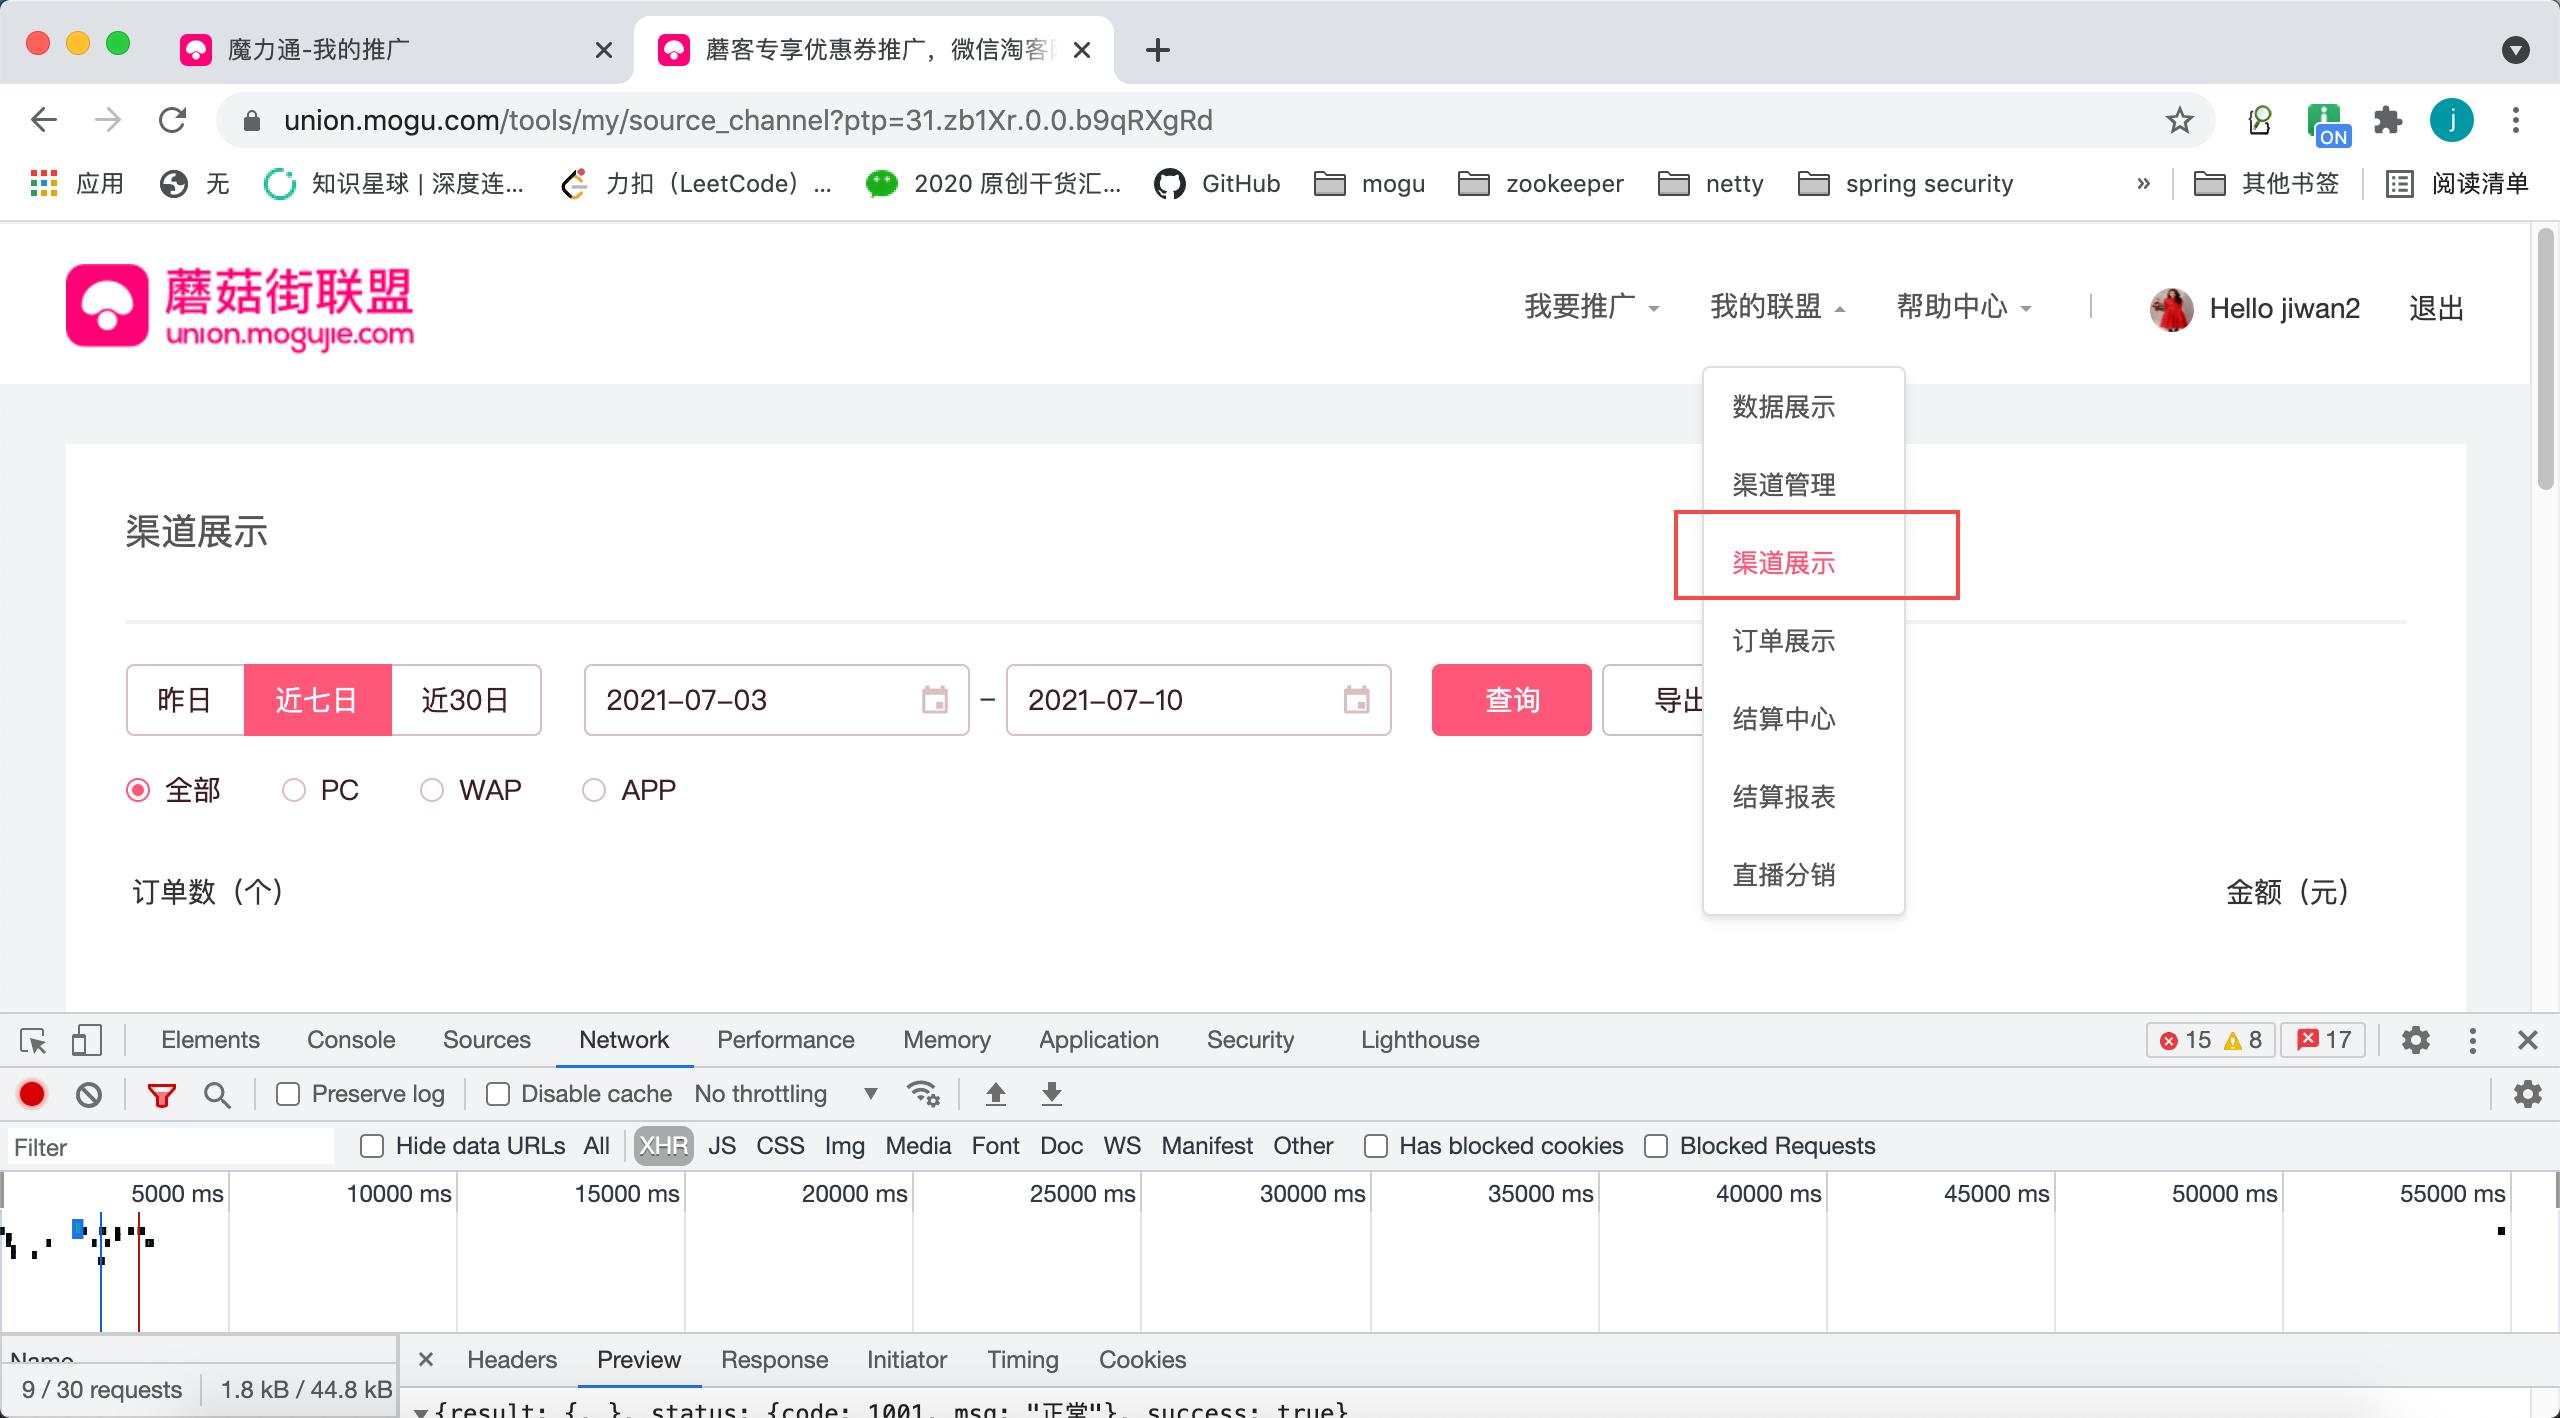 魔力通-我的推广
蘑客专享优惠券推广，微信淘客
union.mogu.com/tools/my/source_channel?ptp=31.zb1Xr.0.0.b9qRXgRd
ON
j
应用
无
知识星球 | 深度连...
力扣（LeetCode） ...
2020 原创干货汇...
GitHub
mogu
zookeeper
netty
spring security
»
其他书签
阅读清单
蘑菇街联盟
union.mogujie.com
我要推广
我的联盟
帮助中心
Hello jiwan2
退出
数据展示
渠道管理
渠道展示
订单展示
结算中心
结算报表
直播分销
渠道展示
昨日
近七日
近30日
2021-07-03
-
2021-07-10
查询
导出
全部
PC
WAP
APP
订单数（个）
金额（元）
Elements Console Sources Network Performance Memory Application Security Lighthouse
15 8 17
Preserve log Disable cache No throttling
Filter Hide data URLs All XHR JS CSS Img Media Font Doc WS Manifest Other Has blocked cookies Blocked Requests
5000 ms 10000 ms 15000 ms 20000 ms 25000 ms 30000 ms 35000 ms 40000 ms 45000 ms 50000 ms 55000 ms
Name
Headers Preview Response Initiator Timing Cookies
9 / 30 requests 1.8 kB / 44.8 kB
{result: {,…}, status: {code: 1001, msg: "正常"}, success: true}